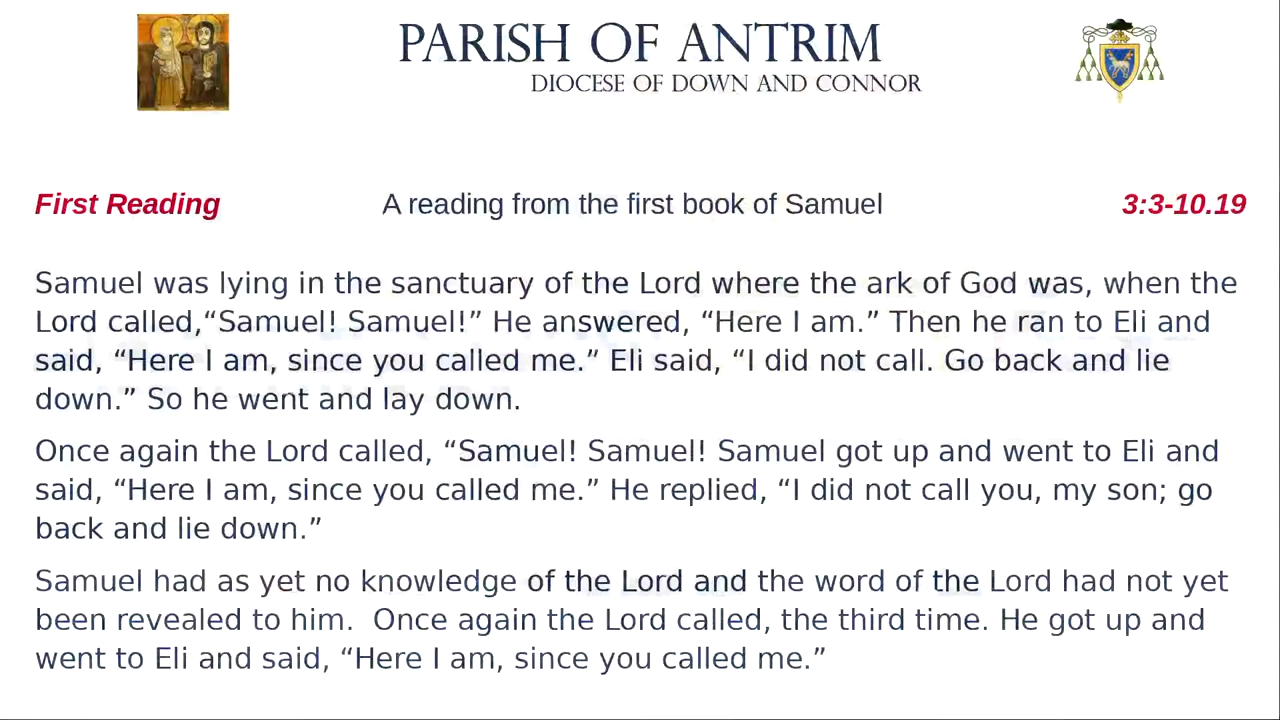 PARISH OF ANTRIM
DIOCESE OF DOWN AND CONNOR
First Reading A reading from the first book of Samuel 3:3-10.19
Samuel was lying in the sanctuary of the Lord where the ark of God was, when the
Lord called,“Samuel! Samuel!” He answered, “Here I am.” Then he ran to Eli and
said, “Here I am, since you called me.” Eli said, “I did not call. Go back and lie
down.” So he went and lay down.
Once again the Lord called, “Samuel! Samuel! Samuel got up and went to Eli and
said, “Here I am, since you called me.” He replied, “I did not call you, my son; go
back and lie down.”
Samuel had as yet no knowledge of the Lord and the word of the Lord had not yet
been revealed to him.  Once again the Lord called, the third time. He got up and
went to Eli and said, “Here I am, since you called me.”